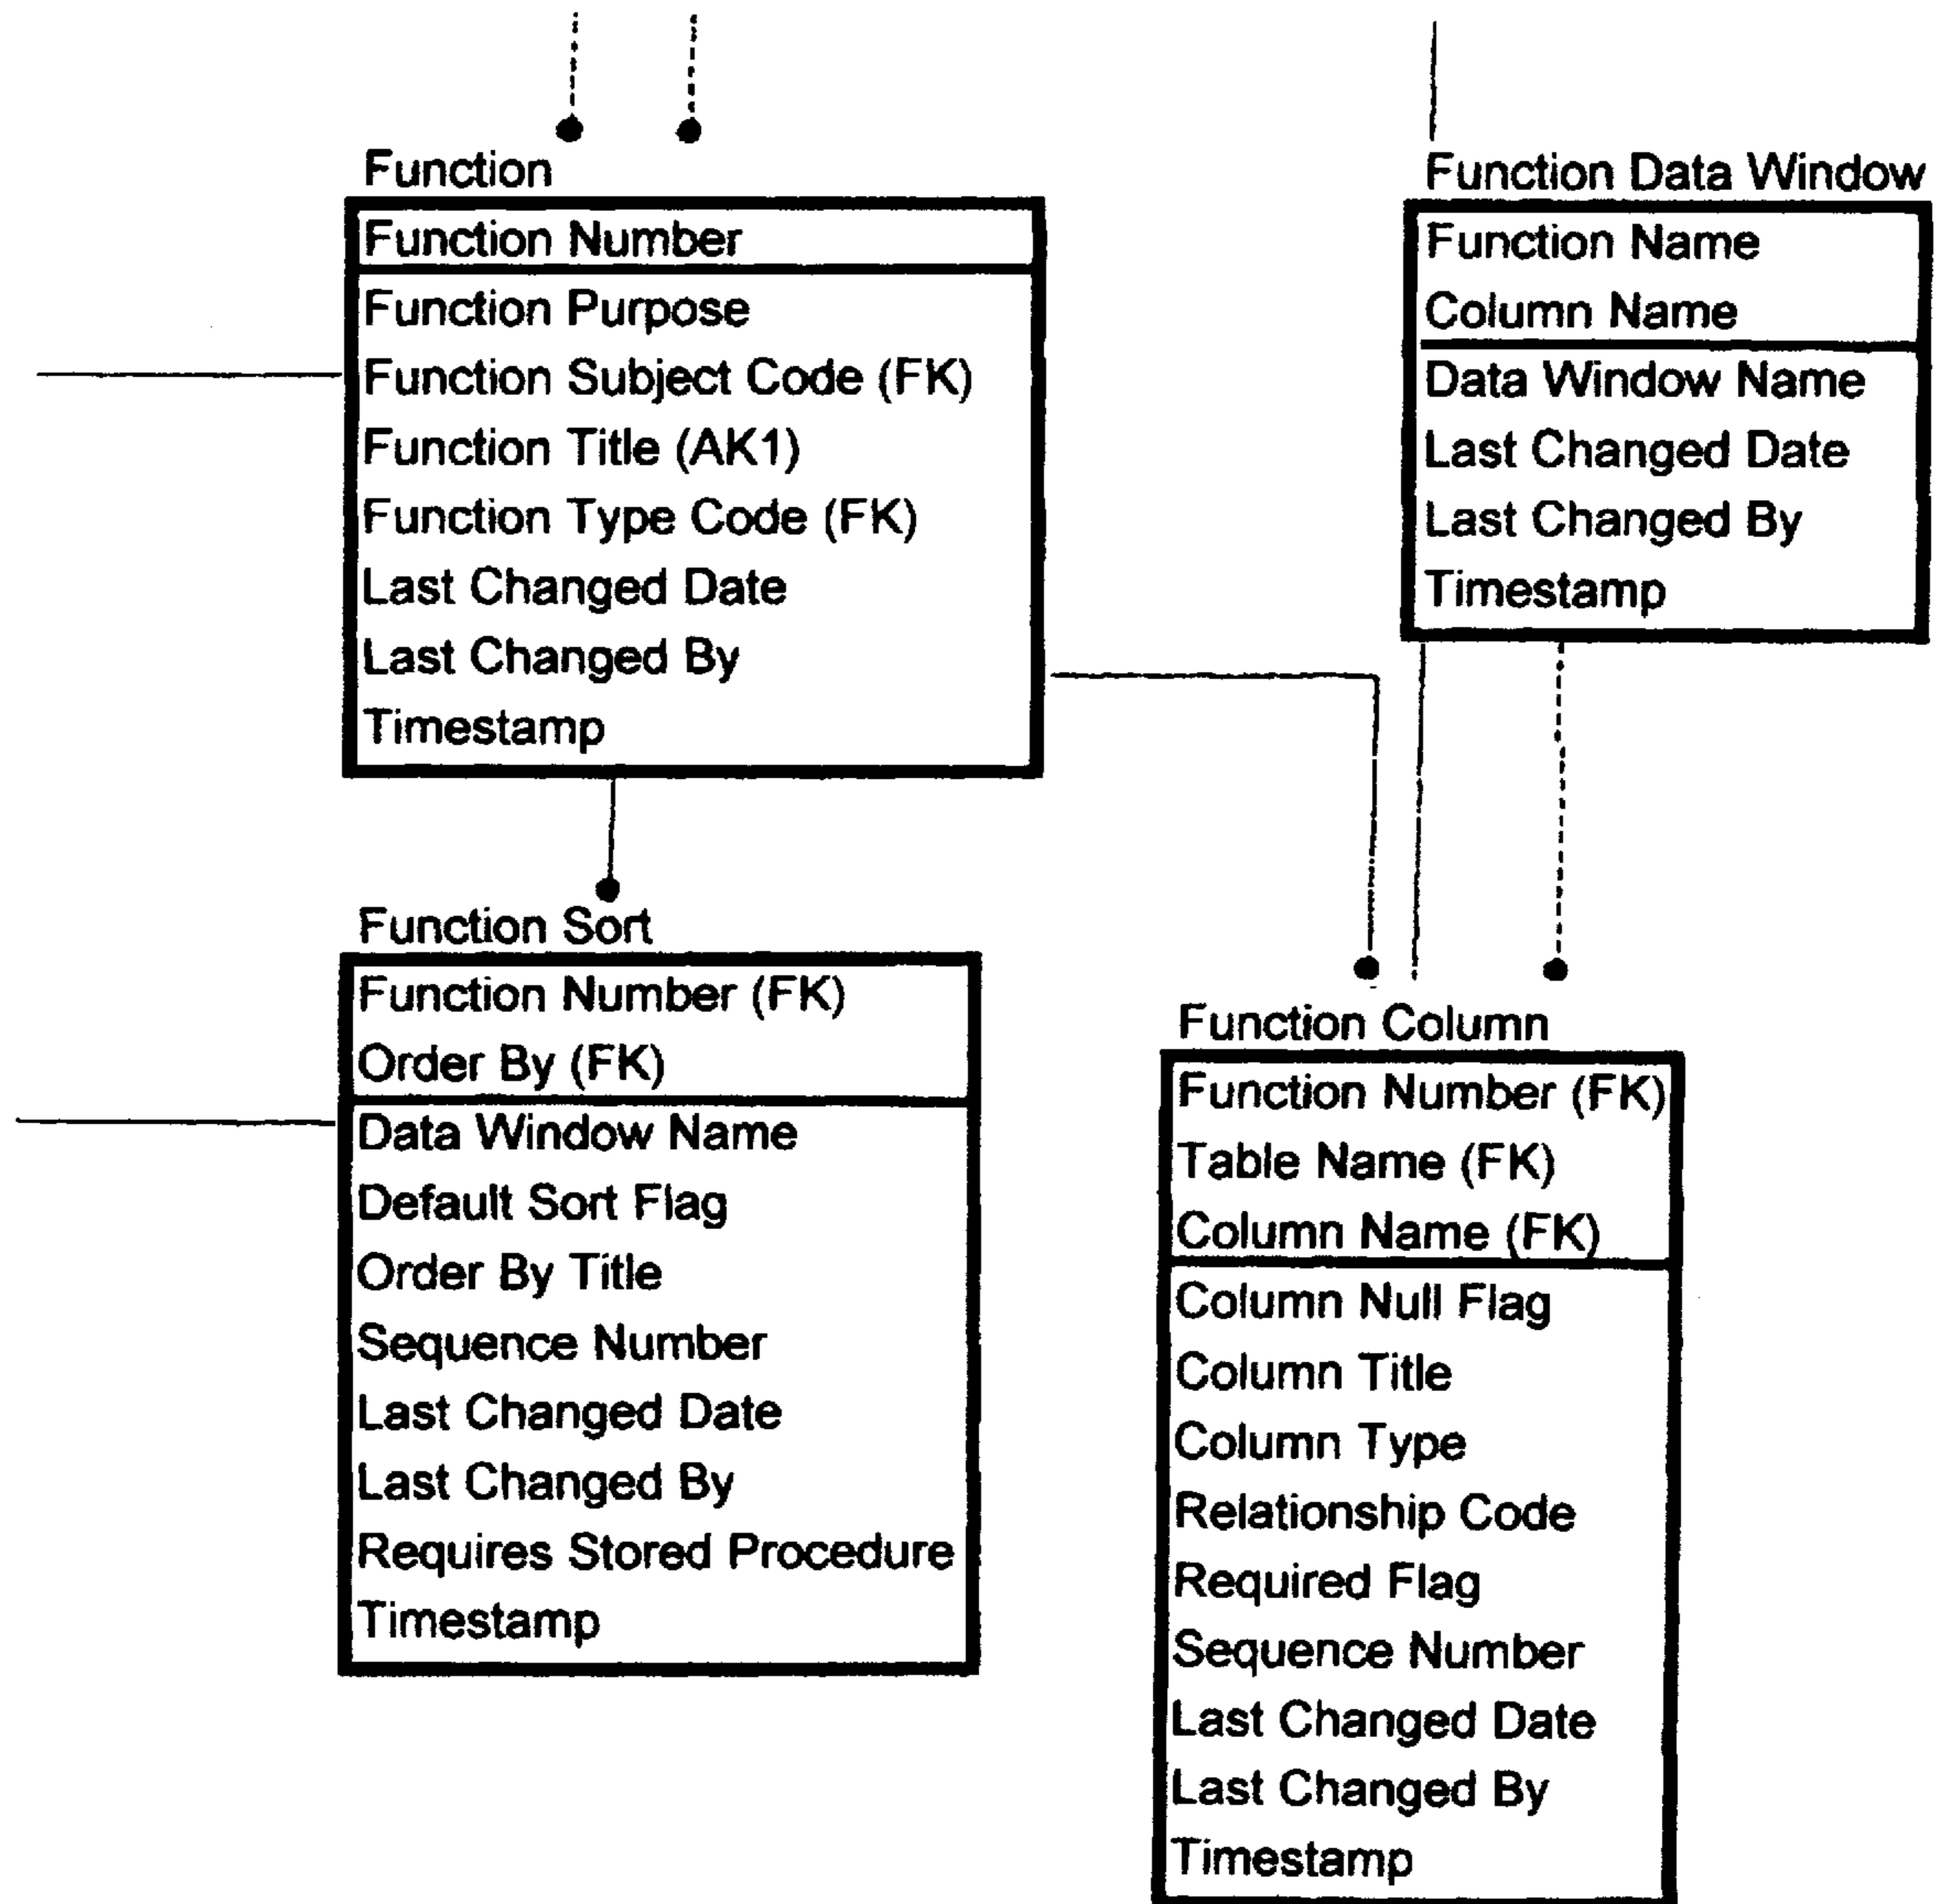 Function
Function Number
Function Purpose
Function Subject Code (FK)
Function Title (AK1)
Function Type Code (FK)
Last Changed Date
Last Changed By
Timestamp
Function Data Window
Function Name
Column Name
Data Window Name
Last Changed Date
Last Changed By
Timestamp
Function Sort
Function Number (FK)
Order By (FK)
Data Window Name
Default Sort Flag
Order By Title
Sequence Number
Last Changed Date
Last Changed By
Requires Stored Procedure
Timestamp
Function Column
Function Number (FK)
Table Name (FK)
Column Name (FK)
Column Null Flag
Column Title
Column Type
Relationship Code
Required Flag
Sequence Number
Last Changed Date
Last Changed By
Timestamp